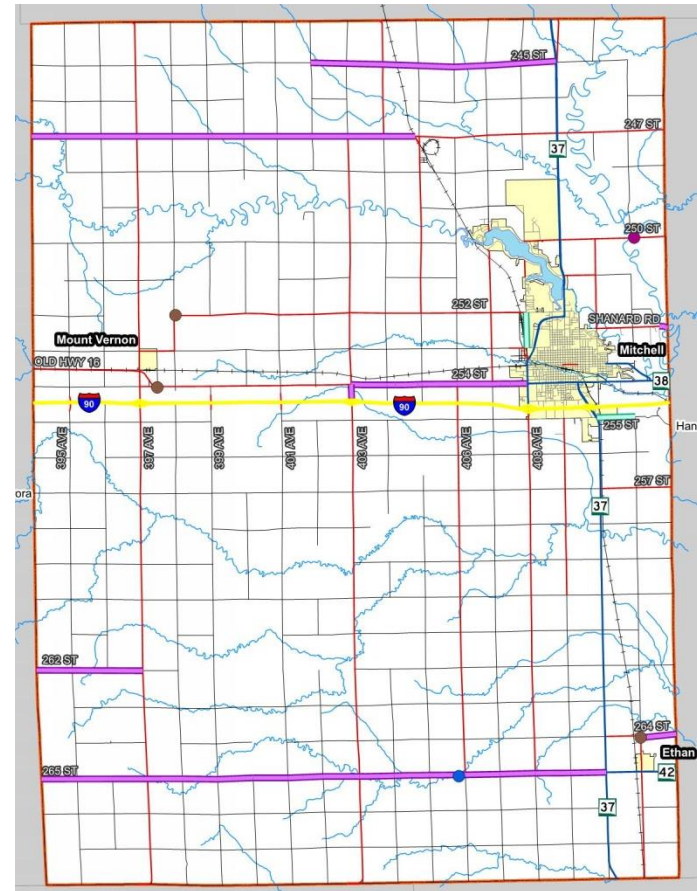 245 ST
247 ST
37
250 ST
252 ST
SHANARD RD
Mount Vernon
Mitchell
OLD HWY 16
254 ST
38
90
90
395 AVE
397 AVE
399 AVE
401 AVE
403 AVE
406 AVE
408 AVE
255 ST
Han
257 ST
ora
37
262 ST
264 ST
Ethan
265 ST
42
37